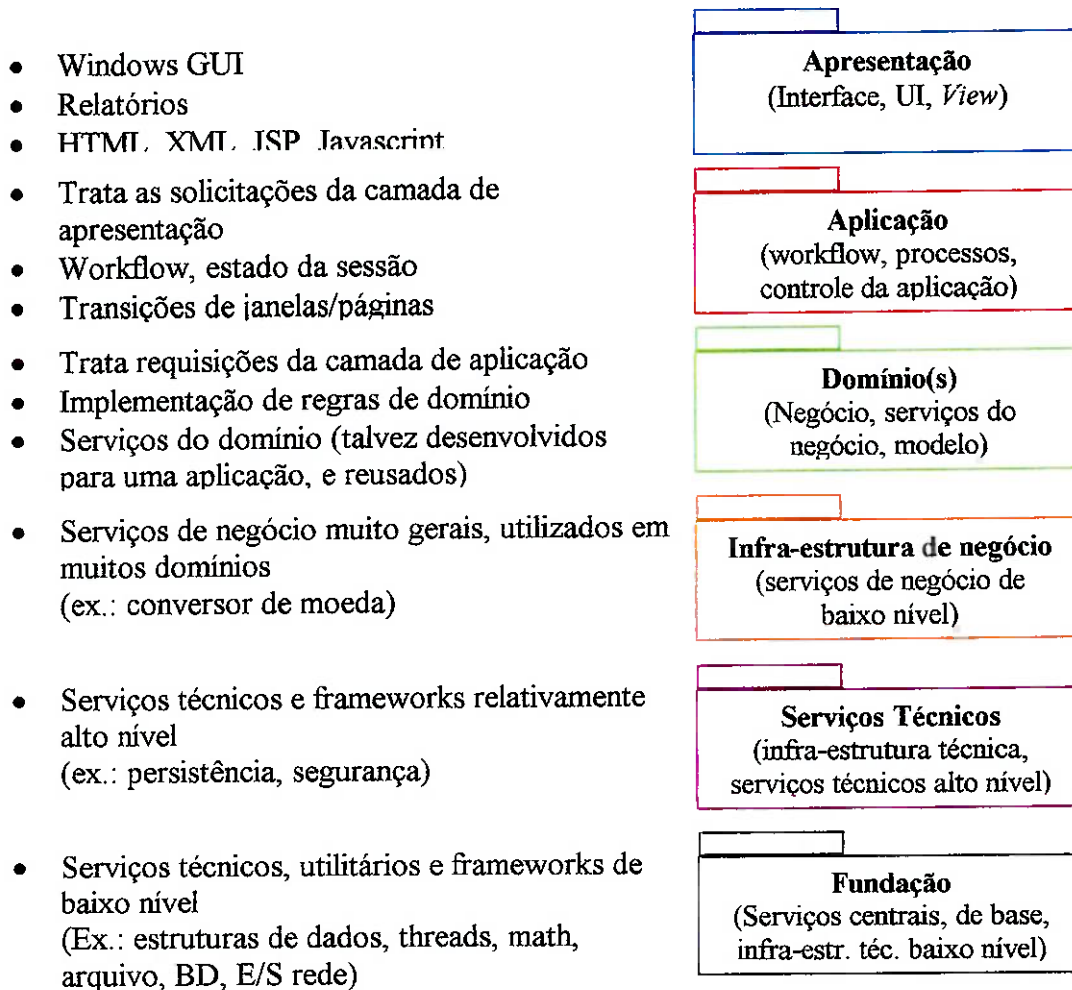 • Windows GUI
• Relatórios
• HTML, XML, JSP, Javascript
Apresentação
(Interface, UI, View)
• Trata as solicitações da camada de
apresentação
• Workflow, estado da sessão
• Transições de janelas/páginas
Aplicação
(workflow, processos,
controle da aplicação)
• Trata requisições da camada de aplicação
• Implementação de regras de domínio
• Serviços do domínio (talvez desenvolvidos
para uma aplicação, e reusados)
Domínio(s)
(Negócio, serviços do
negócio, modelo)
• Serviços de negócio muito gerais, utilizados em
muitos domínios
(ex.: conversor de moeda)
Infra-estrutura de negócio
(serviços de negócio de
baixo nível)
• Serviços técnicos e frameworks relativamente
alto nível
(ex.: persistência, segurança)
Serviços Técnicos
(infra-estrutura técnica,
serviços técnicos alto nível)
• Serviços técnicos, utilitários e frameworks de
baixo nível
(Ex.: estruturas de dados, threads, math,
arquivo, BD, E/S rede)
Fundação
(Serviços centrais, de base,
infra-estr. téc. baixo nível)